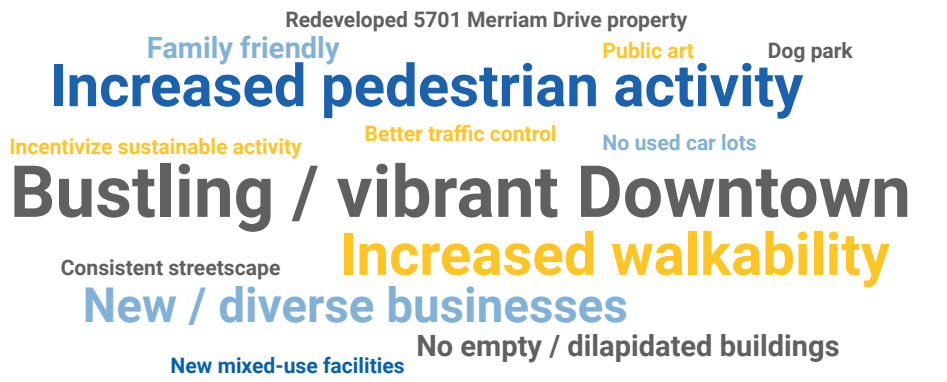 Redeveloped 5701 Merriam Drive property
Family friendly
Public art
Dog park
Increased pedestrian activity
Better traffic control
No used car lots
Incentivize sustainable activity
Bustling / vibrant Downtown
Increased walkability
Consistent streetscape
New / diverse businesses
No empty / dilapidated buildings
New mixed-use facilities